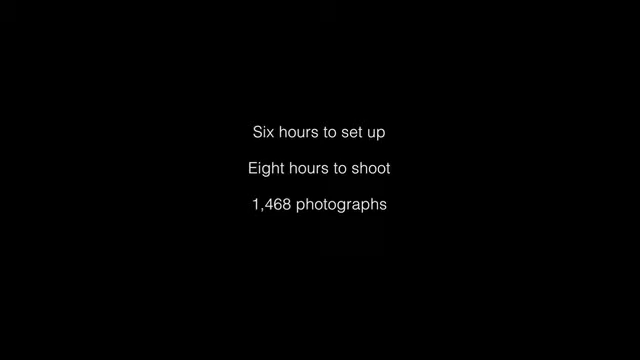 Six hours to set up
Eight hours to shoot
1,468 photographs